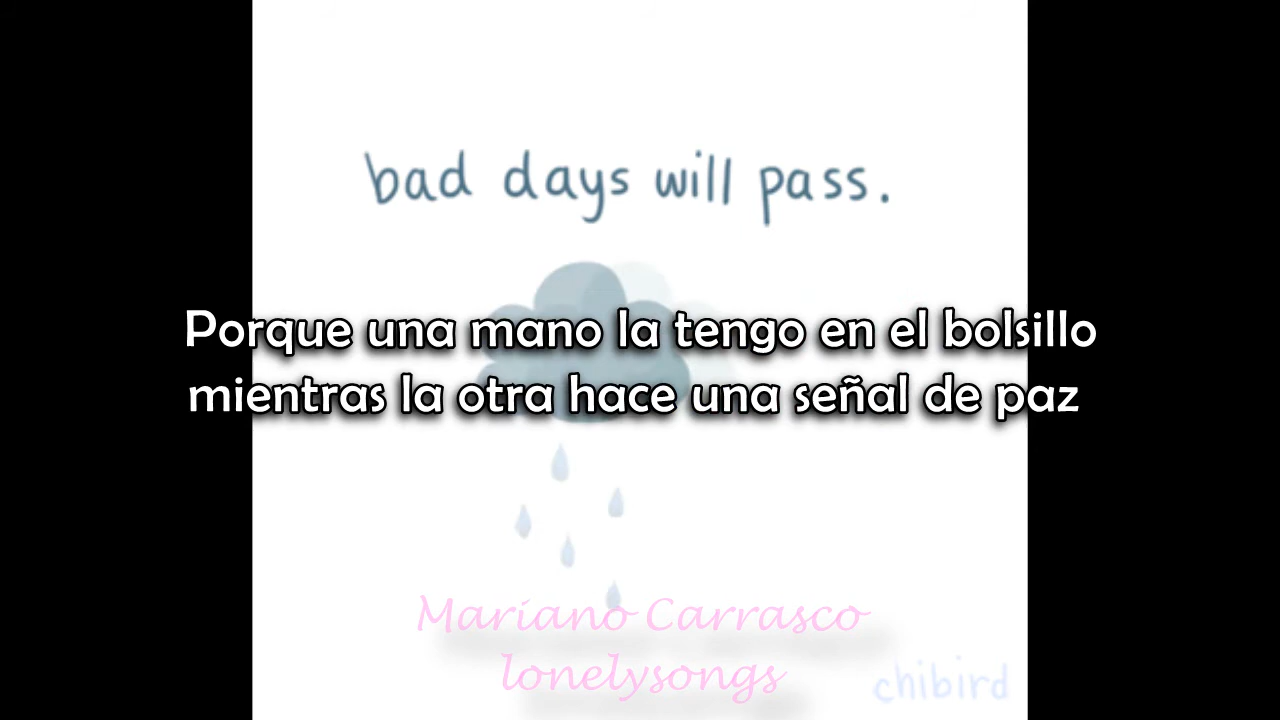 bad days will pass.
Porque una mano la tengo en el bolsillo
mientras la otra hace una señal de paz
Mariano Carrasco
lonelysongs
chibird